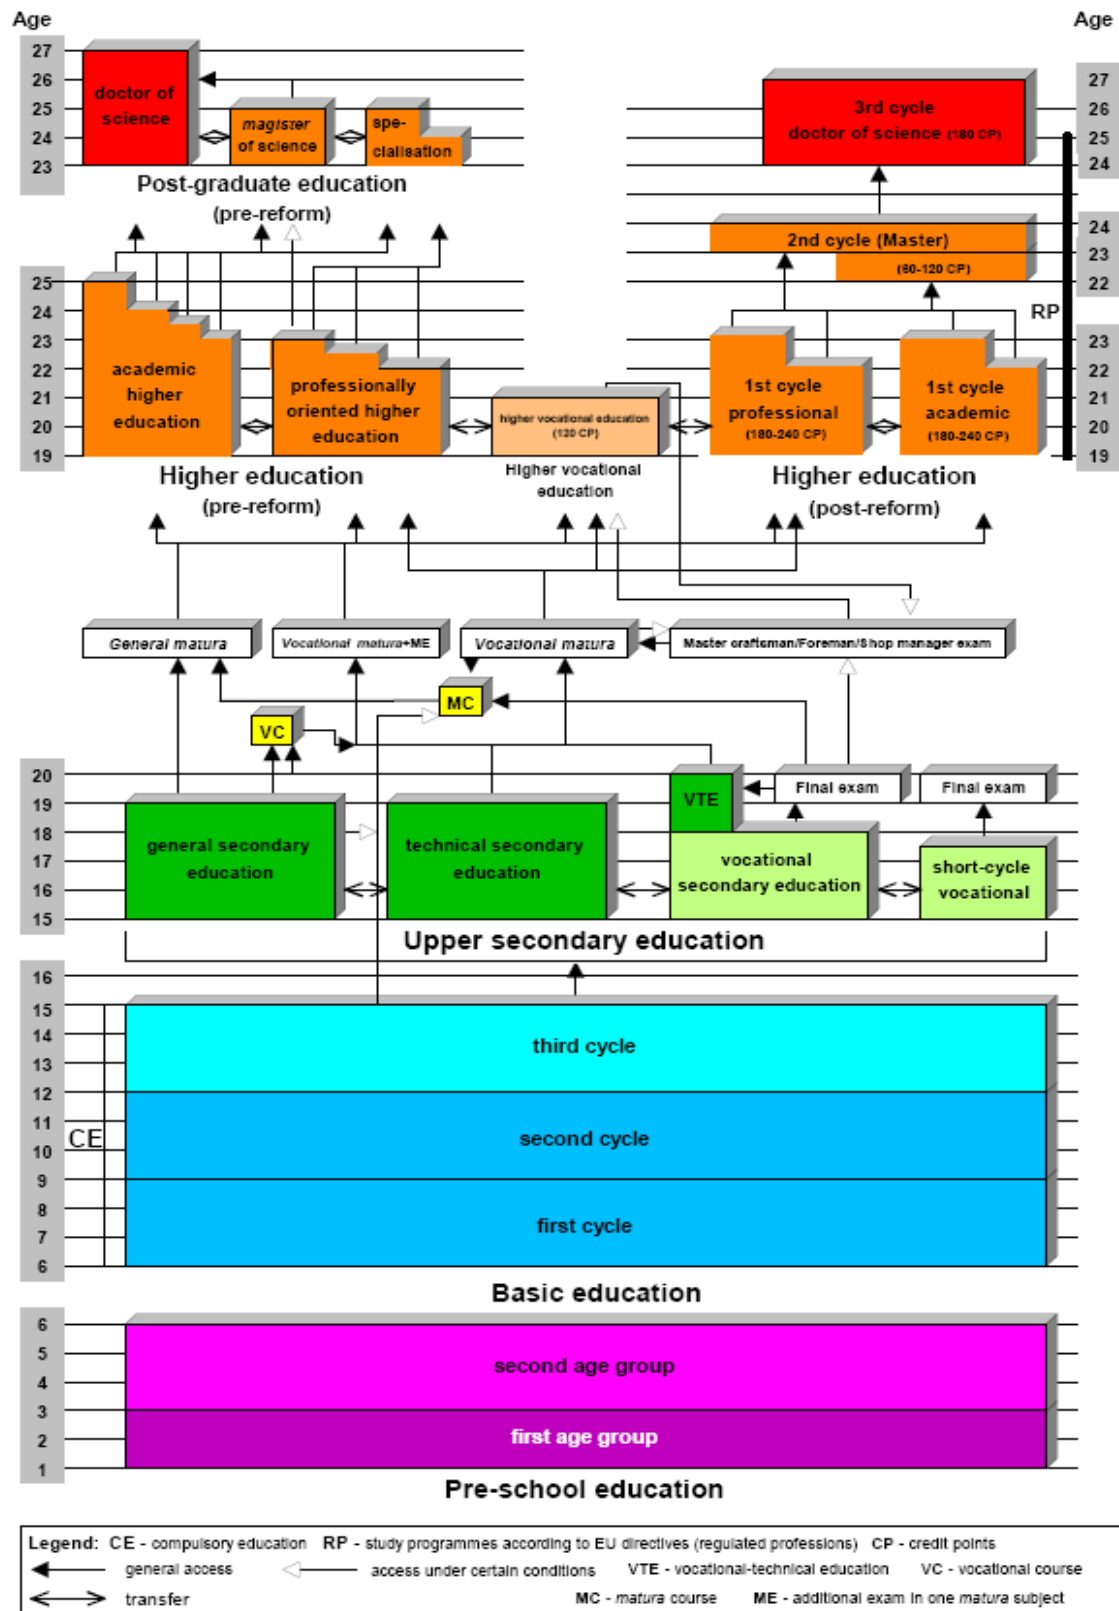 Age
Age
27
26
25
24
23
doctor of
science
magister
of science
spe-
cialisation
Post-graduate education
(pre-reform)
27
26
25
24
3rd cycle
doctor of science (180 CP)
24
23
22
2nd cycle (Master)
(60-120 CP)
RP
25
24
23
22
21
20
19
academic
higher
education
professionally
oriented higher
education
higher vocational education
(120 CP)
1st cycle
professional
(180-240 CP)
1st cycle
academic
(180-240 CP)
23
22
21
20
19
Higher education
(pre-reform)
Higher vocational
education
Higher education
(post-reform)
General matura
Vocational matura+ME
Vocational matura
Master craftsman/Foreman/Shop manager exam
MC
VC
20
19
18
17
16
15
general secondary
education
technical secondary
education
VTE
Final exam
Final exam
vocational
secondary education
short-cycle
vocational
Upper secondary education
16
15
14
13
12
11
10
9
8
7
6
CE
third cycle
second cycle
first cycle
Basic education
6
5
4
3
2
1
second age group
first age group
Pre-school education
Legend: CE - compulsory education RP - study programmes according to EU directives (regulated professions) CP - credit points
general access access under certain conditions VTE - vocational-technical education VC - vocational course
transfer MC - matura course ME - additional exam in one matura subject